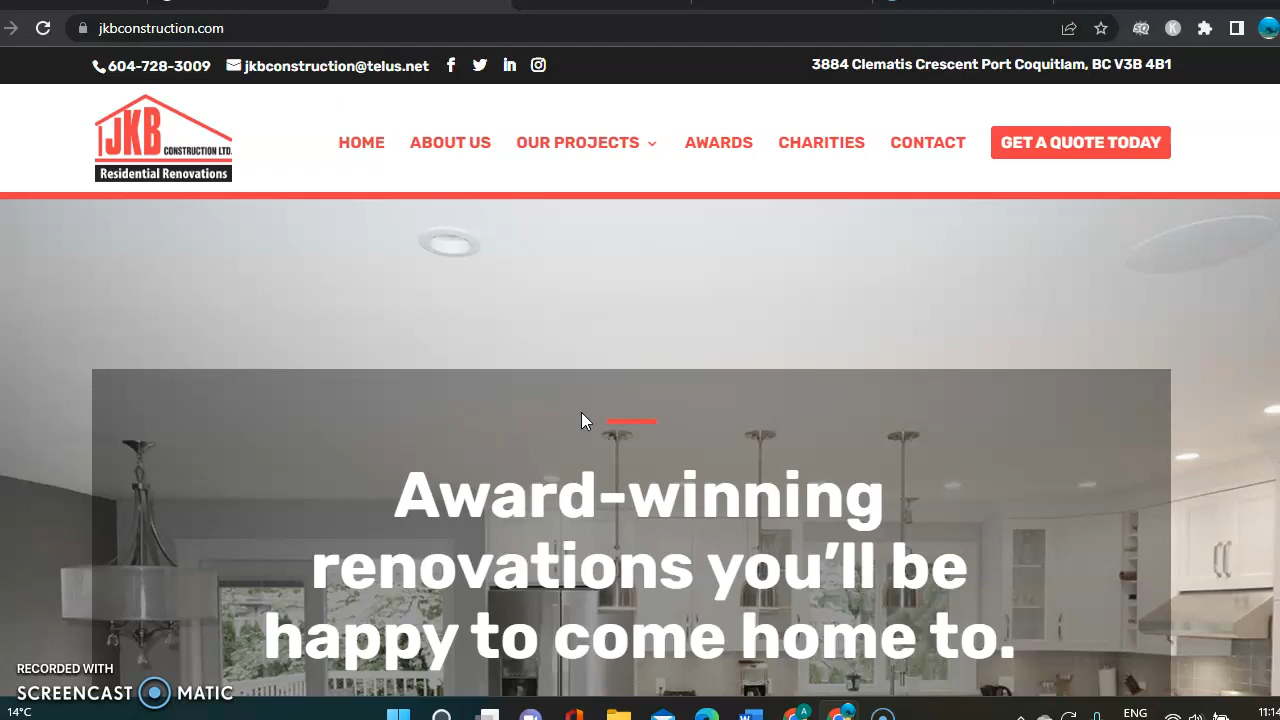 jkbconstruction.com
604-728-3009 jkbconstruction@telus.net 3884 Clematis Crescent Port Coquitlam, BC V3B 4B1
JKB CONSTRUCTION LTD.
Residential Renovations
HOME ABOUT US OUR PROJECTS AWARDS CHARITIES CONTACT GET A QUOTE TODAY
Award-winning
renovations you’ll be
happy to come home to.
RECORDED WITH
SCREENCAST MATIC
14°C
ENG
11:14